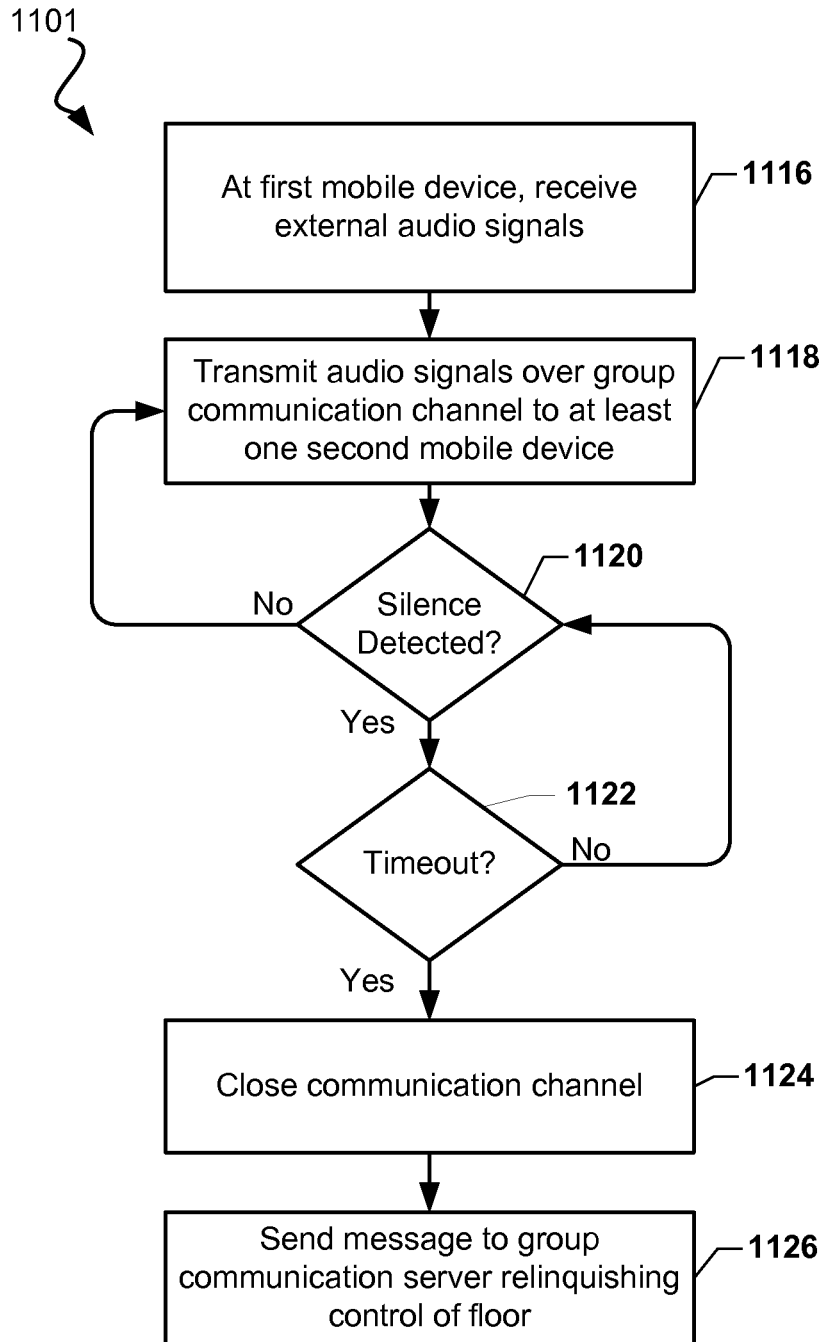 1101
At first mobile device, receive
external audio signals
1116
Transmit audio signals over group
communication channel to at least
one second mobile device
1118
Silence
Detected?
1120
No
Yes
Timeout?
1122
No
Yes
Close communication channel
1124
Send message to group
communication server relinquishing
control of floor
1126